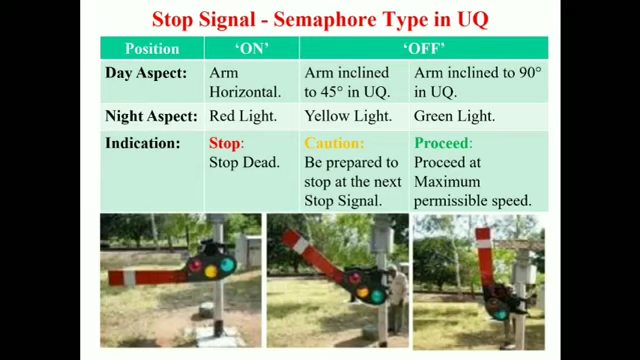 Stop Signal - Semaphore Type in UQ
Position
'ON'
'OFF'
Day Aspect:
Arm
Horizontal.
Arm inclined
to 45° in UQ.
Arm inclined to 90°
in UQ.
Night Aspect:
Red Light.
Yellow Light.
Green Light.
Indication:
Stop:
Stop Dead.
Caution:
Be prepared to
stop at the next
Stop Signal.
Proceed:
Proceed at
Maximum
permissible speed.